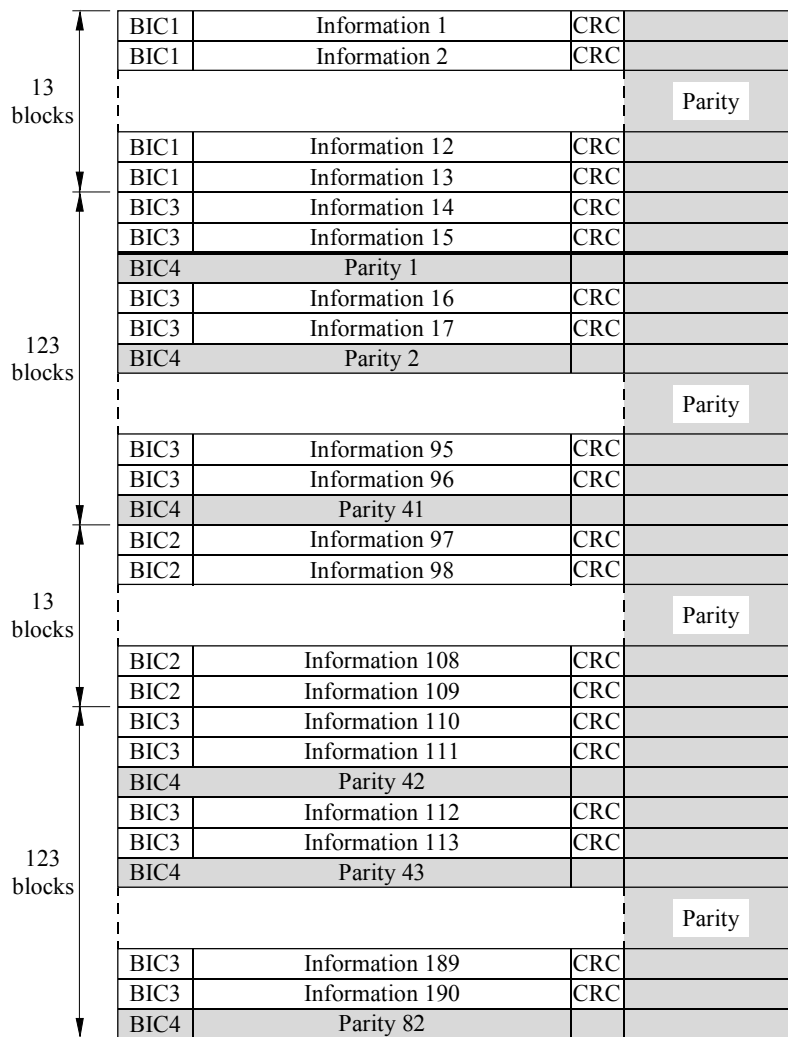 BIC1 Information 1 CRC
BIC1 Information 2 CRC
13
blocks
Parity
BIC1 Information 12 CRC
BIC1 Information 13 CRC
BIC3 Information 14 CRC
BIC3 Information 15 CRC
BIC4 Parity 1
BIC3 Information 16 CRC
BIC3 Information 17 CRC
123
blocks
BIC4 Parity 2
Parity
BIC3 Information 95 CRC
BIC3 Information 96 CRC
BIC4 Parity 41
BIC2 Information 97 CRC
BIC2 Information 98 CRC
13
blocks
Parity
BIC2 Information 108 CRC
BIC2 Information 109 CRC
BIC3 Information 110 CRC
BIC3 Information 111 CRC
BIC4 Parity 42
BIC3 Information 112 CRC
BIC3 Information 113 CRC
123
blocks
BIC4 Parity 43
Parity
BIC3 Information 189 CRC
BIC3 Information 190 CRC
BIC4 Parity 82